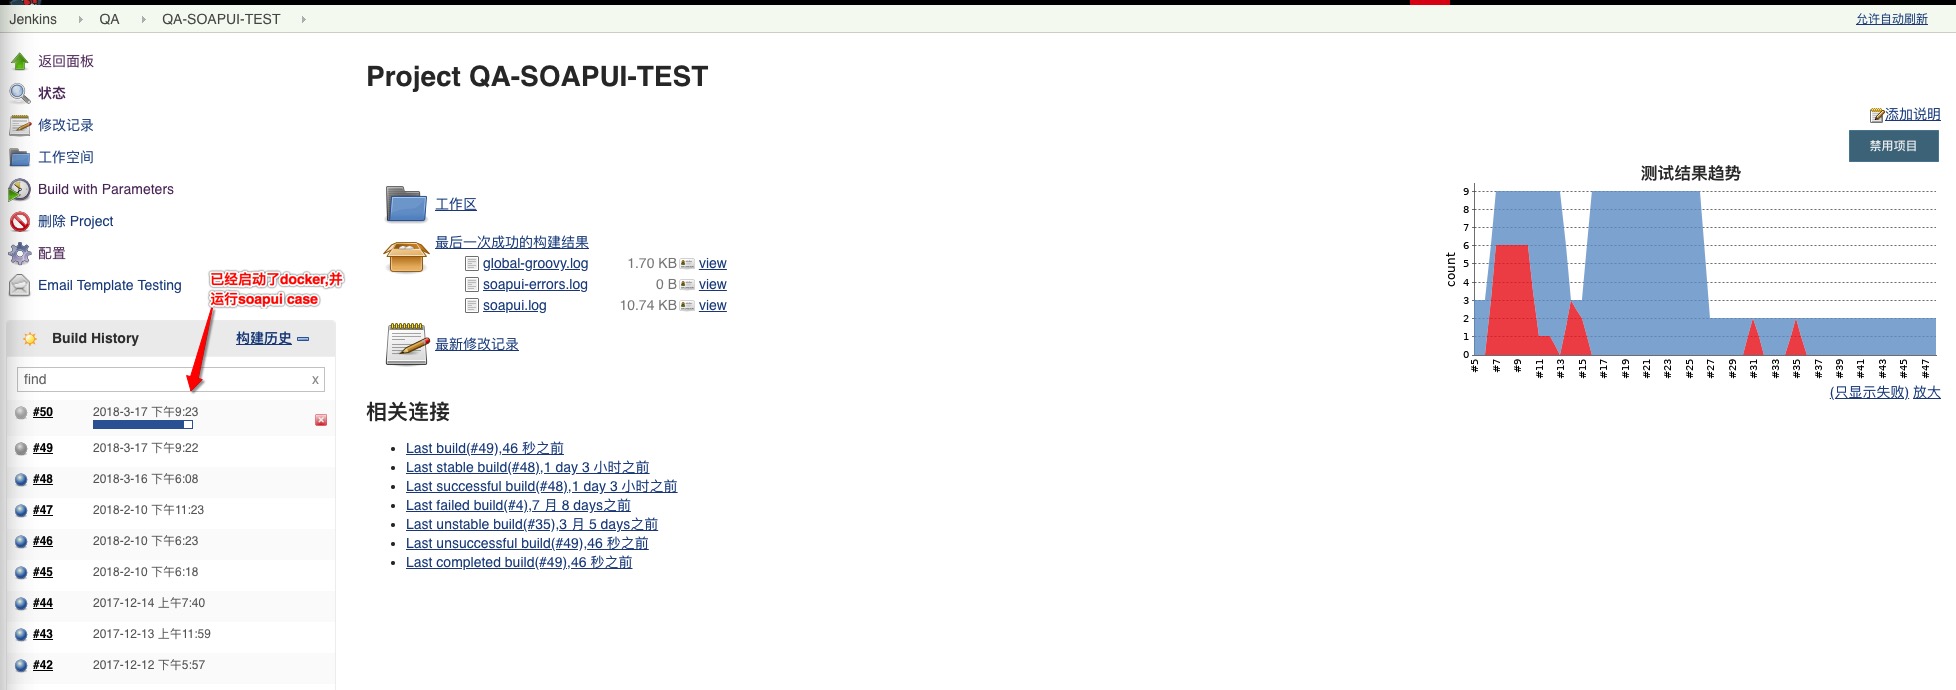 Jenkins QA QA-SOAPUI-TEST 允许自动刷新
返回面板
状态
修改记录
工作空间
Build with Parameters
删除 Project
配置
Email Template Testing
已经启动了docker,并
运行soapui case
Build History 构建历史
find x
#50 2018-3-17 下午9:23
#49 2018-3-17 下午9:22
#48 2018-3-16 下午6:08
#47 2018-2-10 下午11:23
#46 2018-2-10 下午6:23
#45 2018-2-10 下午6:18
#44 2017-12-14 上午7:40
#43 2017-12-13 上午11:59
#42 2017-12-12 下午5:57
Project QA-SOAPUI-TEST
添加说明
禁用项目
工作区
最后一次成功的构建结果
global-groovy.log 1.70 KB view
soapui-errors.log 0 B view
soapui.log 10.74 KB view
最新修改记录
相关连接
Last build(#49),46 秒之前
Last stable build(#48),1 day 3 小时之前
Last successful build(#48),1 day 3 小时之前
Last failed build(#4),7 月 8 days之前
Last unstable build(#35),3 月 5 days之前
Last unsuccessful build(#49),46 秒之前
Last completed build(#49),46 秒之前
测试结果趋势
count
9
8
7
6
5
4
3
2
1
0
#5 #7 #9 #11 #13 #15 #17 #19 #21 #23 #25 #27 #29 #31 #33 #35 #37 #39 #41 #43 #45 #47
(只显示失败) 放大